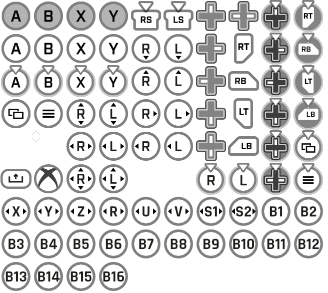 A B X Y RS LS RT
A B X Y R L RT RB
A B X Y R L RB LT
R L R L LT LB
R L R L LB
R L R L
X Y Z R U V S1 S2 B1 B2
B3 B4 B5 B6 B7 B8 B9 B10 B11 B12
B13 B14 B15 B16